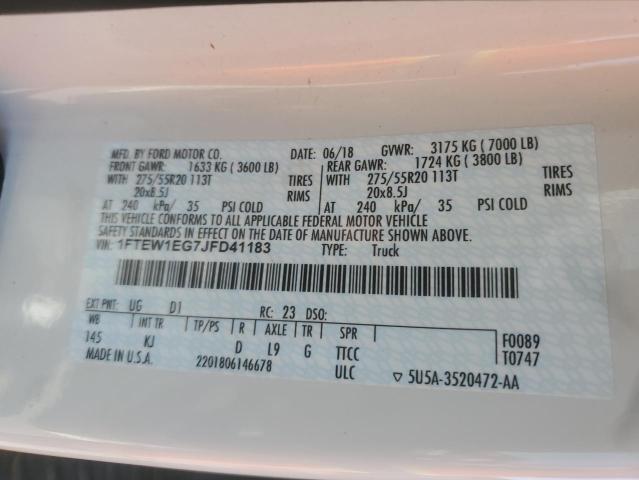 MFD. BY FORD MOTOR CO. DATE: 06/18 GVWR: 3175 KG ( 7000 LB)
FRONT GAWR: 1633 KG ( 3600 LB) REAR GAWR: 1724 KG ( 3800 LB)
WITH 275/55R20 113T TIRES WITH 275/55R20 113T TIRES
20x8.5J RIMS 20x8.5J RIMS
AT 240 kPa/ 35 PSI COLD AT 240 kPa/ 35 PSI COLD
THIS VEHICLE CONFORMS TO ALL APPLICABLE FEDERAL MOTOR VEHICLE
SAFETY STANDARDS IN EFFECT ON THE DATE OF MANUFACTURE SHOWN ABOVE.
VIN: 1FTEW1EG7JFD41183 TYPE: Truck
EXT PNT: UG D1 RC: 23 DSO:
WB INT TR TP/PS R AXLE TR SPR F0089
145 KJ D L9 G TTCC T0747
MADE IN U.S.A. 2201806146678 ULC ▽ 5U5A-3520472-AA